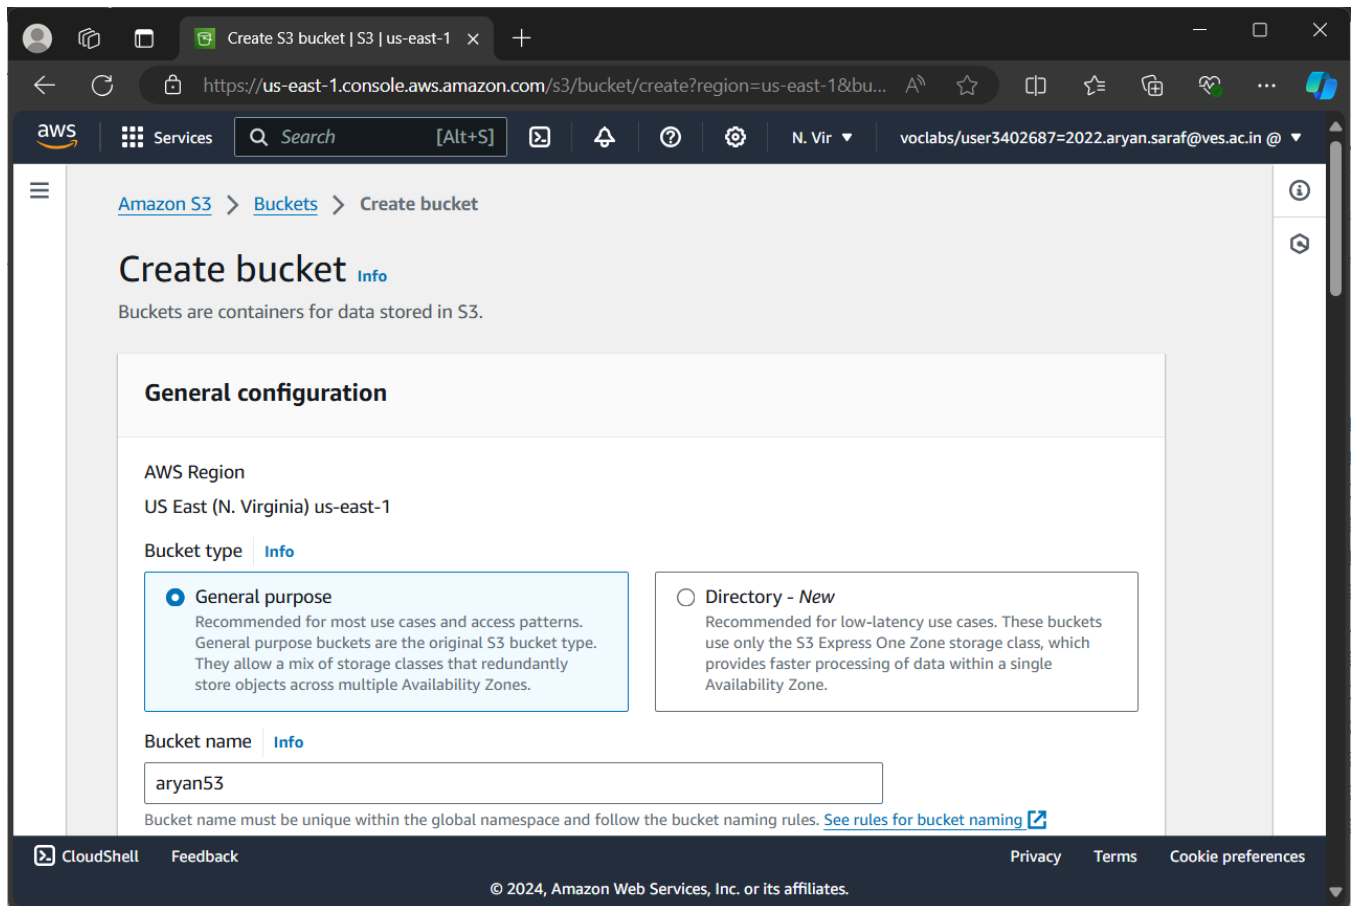 Create S3 bucket | S3 | us-east-1
https://us-east-1.console.aws.amazon.com/s3/bucket/create?region=us-east-1&bu...
aws Services Search [Alt+S] N. Vir voclabs/user3402687=2022.aryan.saraf@ves.ac.in @
Amazon S3 > Buckets > Create bucket
Create bucket Info
Buckets are containers for data stored in S3.
General configuration
AWS Region
US East (N. Virginia) us-east-1
Bucket type Info
General purpose
Recommended for most use cases and access patterns.
General purpose buckets are the original S3 bucket type.
They allow a mix of storage classes that redundantly
store objects across multiple Availability Zones.
Directory - New
Recommended for low-latency use cases. These buckets
use only the S3 Express One Zone storage class, which
provides faster processing of data within a single
Availability Zone.
Bucket name Info
aryan53
Bucket name must be unique within the global namespace and follow the bucket naming rules. See rules for bucket naming
CloudShell Feedback Privacy Terms Cookie preferences
© 2024, Amazon Web Services, Inc. or its affiliates.